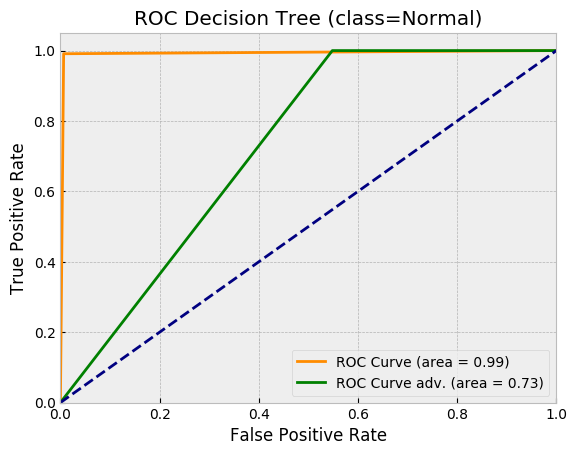 ROC Decision Tree (class=Normal)
1.0
0.8
0.6
0.4
0.2
0.0
True Positive Rate
ROC Curve (area = 0.99)
ROC Curve adv. (area = 0.73)
0.0 0.2 0.4 0.6 0.8 1.0
False Positive Rate